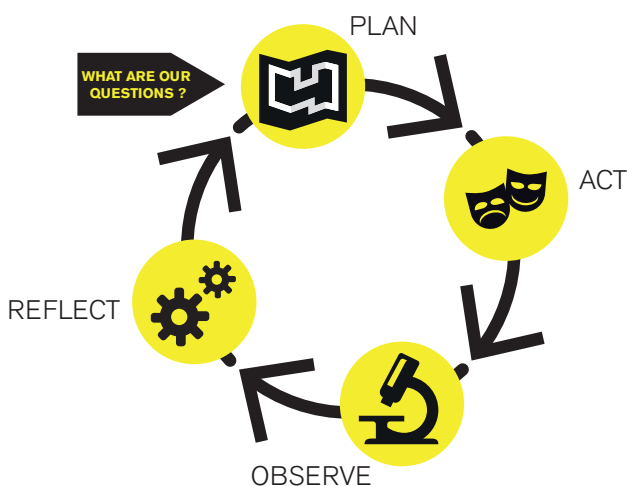 PLAN
WHAT ARE OUR
QUESTIONS ?
ACT
REFLECT
OBSERVE